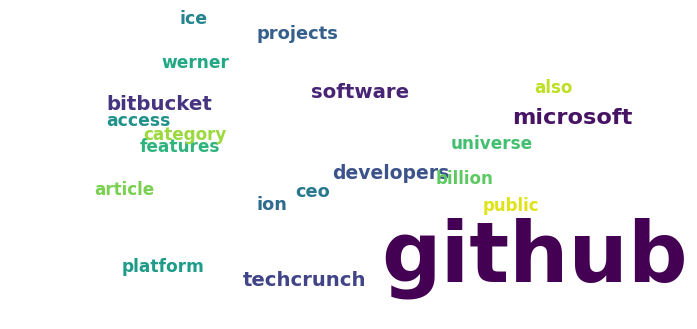 ice
projects
werner
software
also
bitbucket
microsoft
access
category
universe
features
developers
billion
article
ceo
ion
public
github
platform
techcrunch